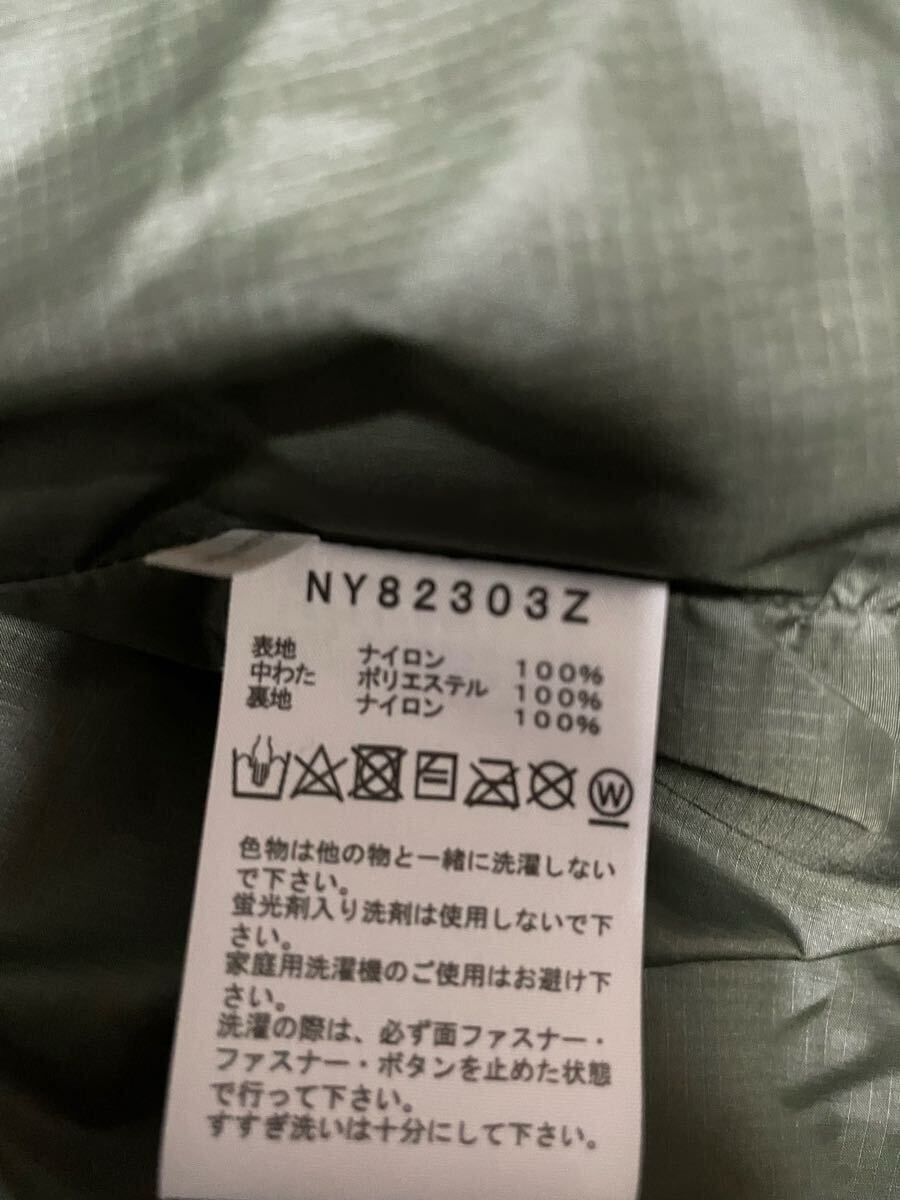 NY82303Z
表地 ナイロン 100%
中わた ポリエステル 100%
裏地 ナイロン 100%
W
色物は他の物と一緒に洗濯しない
で下さい。
蛍光剤入り洗剤は使用しないで下
さい。
家庭用洗濯機のご使用はお避け下
さい。
洗濯の際は、必ず面ファスナー・
ファスナー・ボタンを止めた状態
で行って下さい。
すすぎ洗いは十分にして下さい。